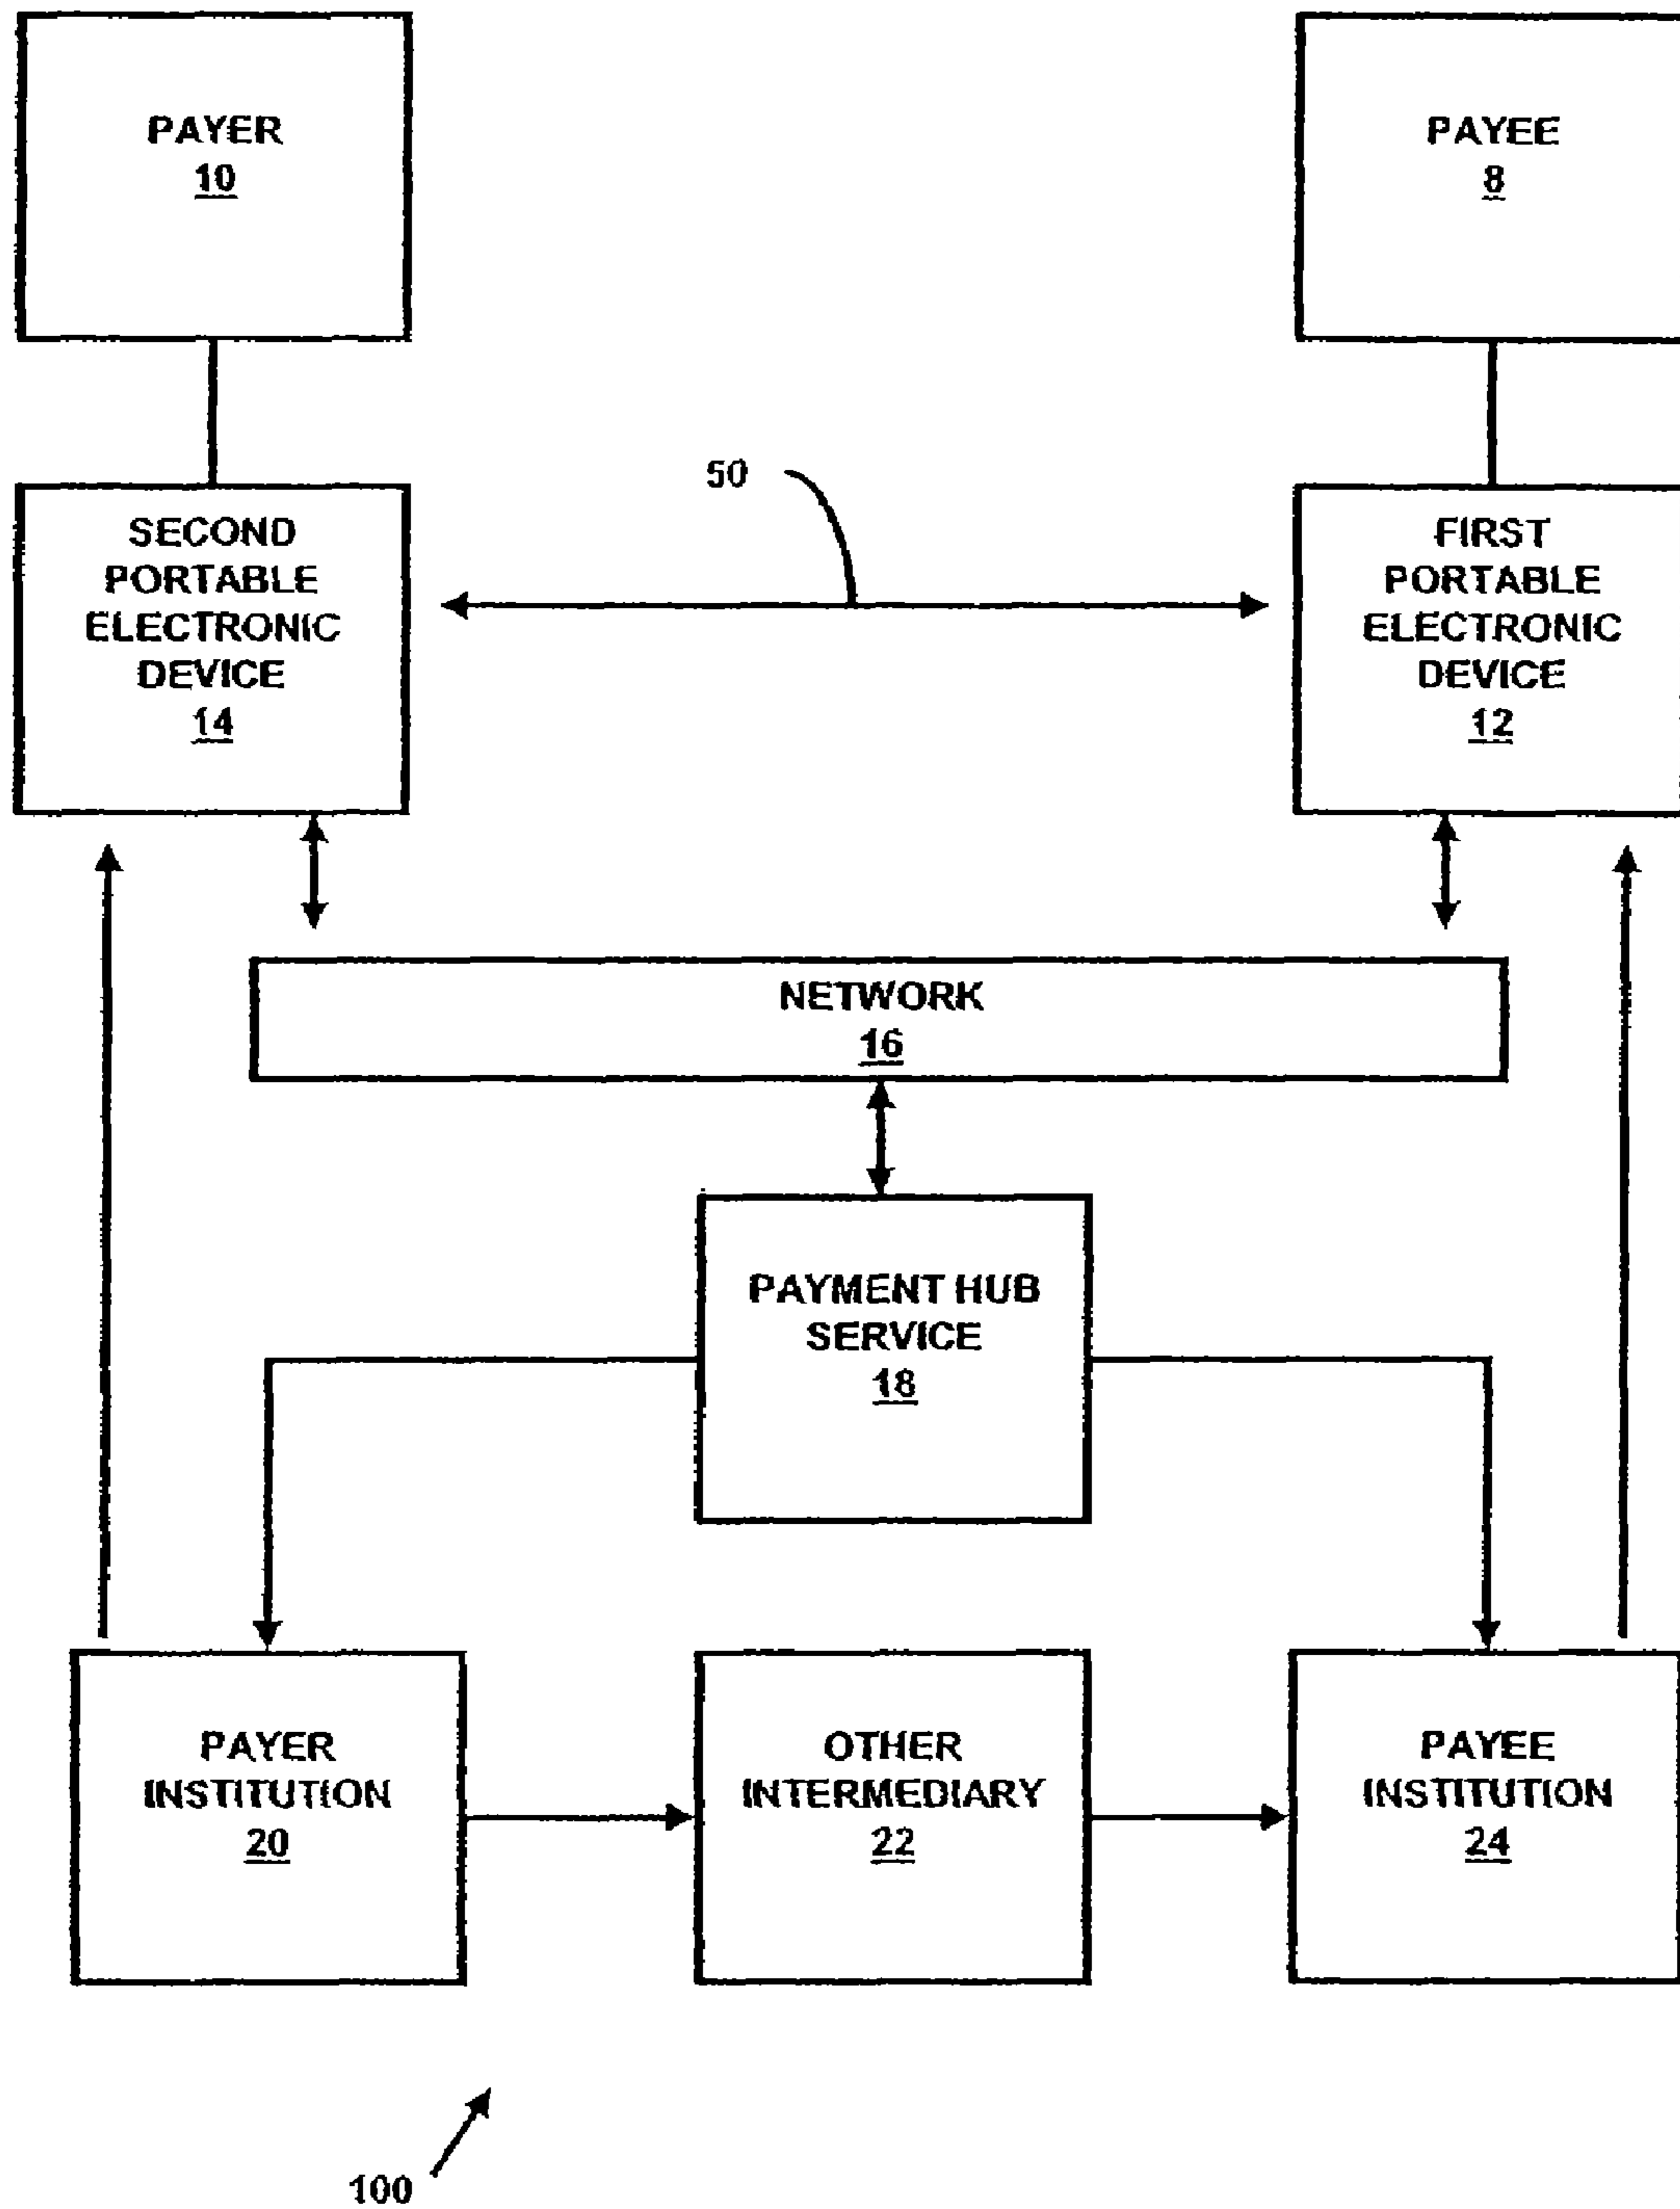 PAYER
10
PAYEE
8
50
SECOND
PORTABLE
ELECTRONIC
DEVICE
14
FIRST
PORTABLE
ELECTRONIC
DEVICE
12
NETWORK
16
PAYMENT HUB
SERVICE
18
PAYER
INSTITUTION
20
OTHER
INTERMEDIARY
22
PAYEE
INSTITUTION
24
100